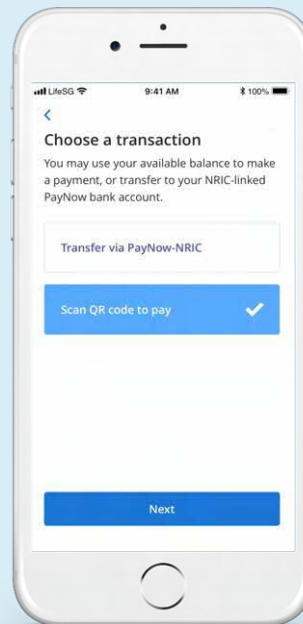 LifeSG 9:41 AM 100%
Choose a transaction
You may use your available balance to make
a payment, or transfer to your NRIC-linked
PayNow bank account.
Transfer via PayNow-NRIC
Scan QR code to pay
Next